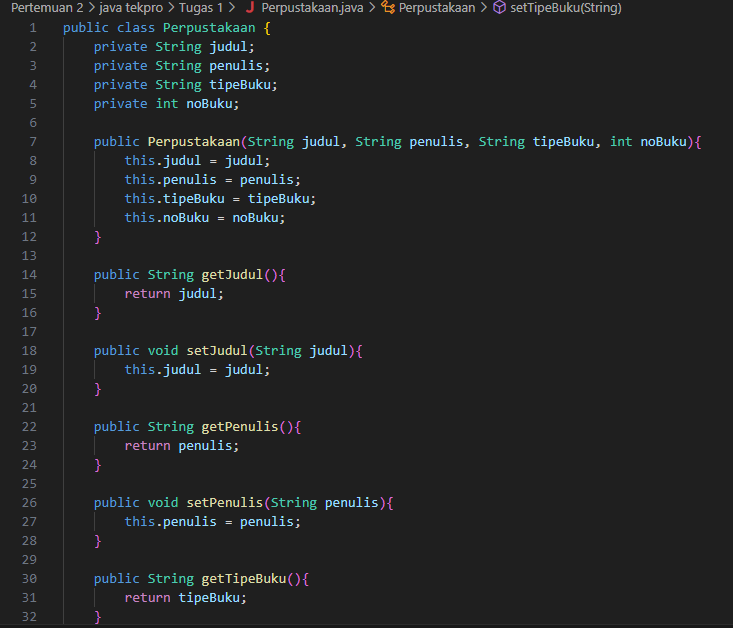 Pertemuan 2 > java tekpro > Tugas 1 > J Perpustakaan.java > Perpustakaan > setTipeBuku(String)
1 public class Perpustakaan {
2 private String judul;
3 private String penulis;
4 private String tipeBuku;
5 private int noBuku;
6
7 public Perpustakaan(String judul, String penulis, String tipeBuku, int noBuku){
8 this.judul = judul;
9 this.penulis = penulis;
10 this.tipeBuku = tipeBuku;
11 this.noBuku = noBuku;
12 }
13
14 public String getJudul(){
15 return judul;
16 }
17
18 public void setJudul(String judul){
19 this.judul = judul;
20 }
21
22 public String getPenulis(){
23 return penulis;
24 }
25
26 public void setPenulis(String penulis){
27 this.penulis = penulis;
28 }
29
30 public String getTipeBuku(){
31 return tipeBuku;
32 }